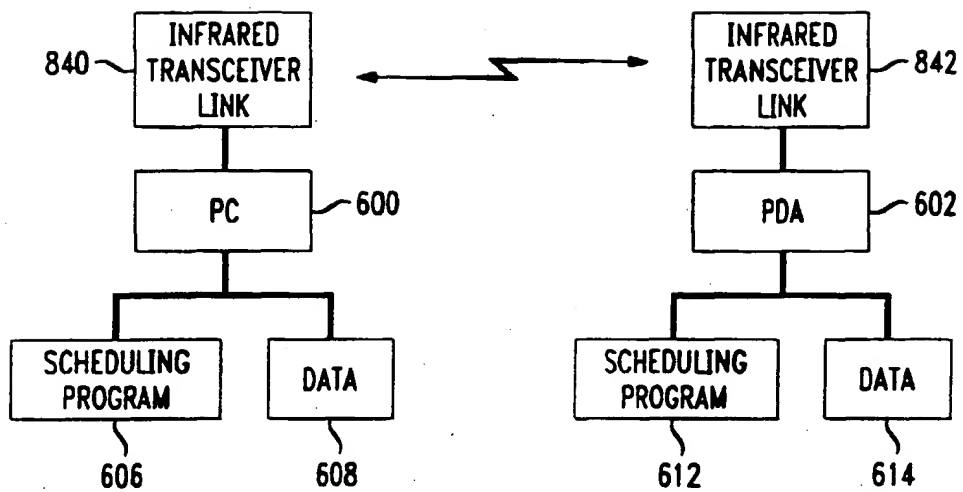 840
INFRARED
TRANSCEIVER
LINK
INFRARED
TRANSCEIVER
LINK
842
PC
600
PDA
602
SCHEDULING
PROGRAM
DATA
SCHEDULING
PROGRAM
DATA
606
608
612
614